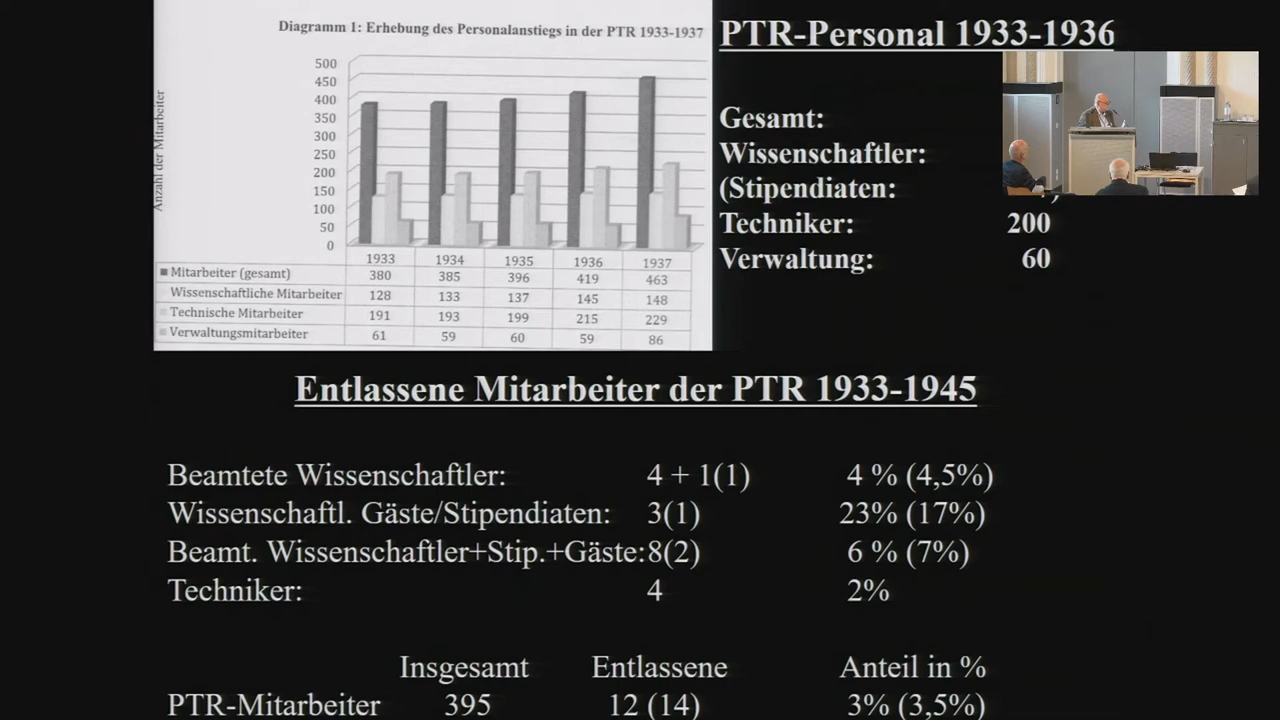 Diagramm 1: Erhebung des Personalanstiegs in der PTR 1933-1937
Anzahl der Mitarbeiter
500
450
400
350
300
250
200
150
100
50
0
1933 1934 1935 1936 1937
Mitarbeiter (gesamt) 380 385 396 419 463
Wissenschaftliche Mitarbeiter 128 133 137 145 148
Technische Mitarbeiter 191 193 199 215 229
Verwaltungsmitarbeiter 61 59 60 59 86
PTR-Personal 1933-1936
Gesamt:
Wissenschaftler:
(Stipendiaten:
Techniker: 200
Verwaltung: 60
Entlassene Mitarbeiter der PTR 1933-1945
Beamtete Wissenschaftler: 4 + 1(1) 4 % (4,5%)
Wissenschaftl. Gäste/Stipendiaten: 3(1) 23% (17%)
Beamt. Wissenschaftler+Stip.+Gäste: 8(2) 6 % (7%)
Techniker: 4 2%
Insgesamt Entlassene Anteil in %
PTR-Mitarbeiter 395 12 (14) 3% (3,5%)